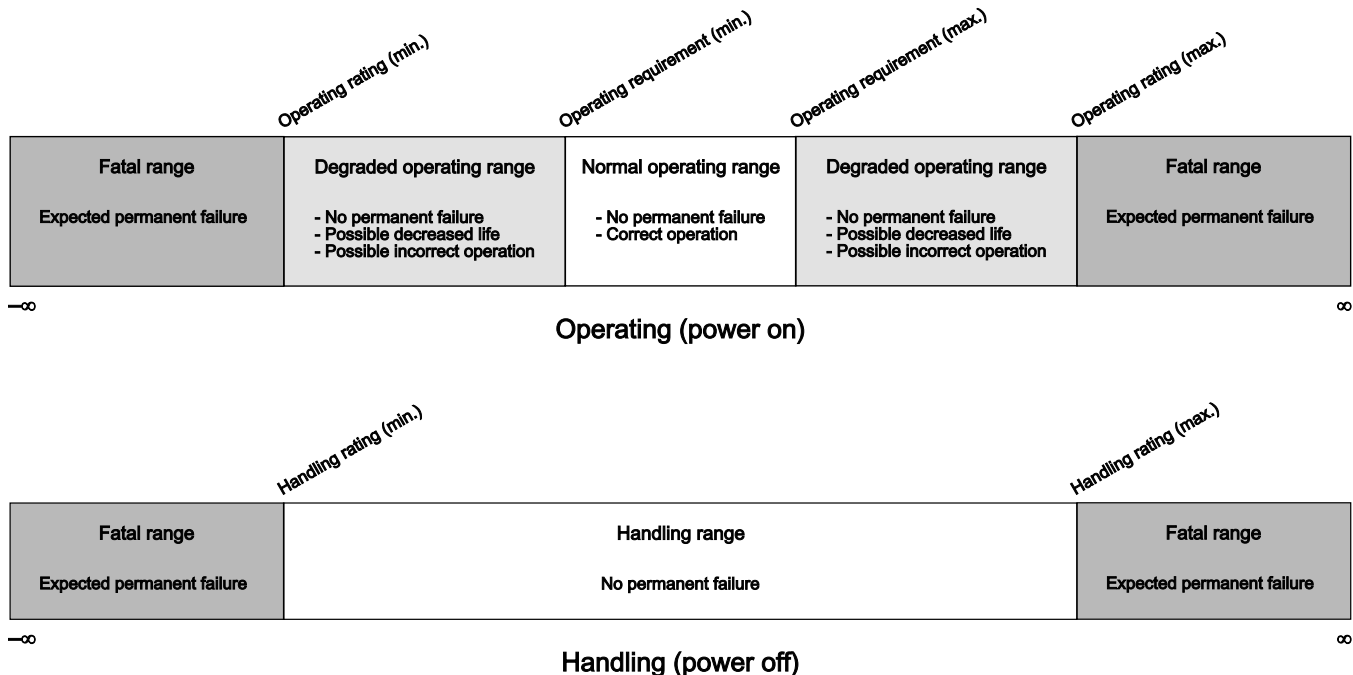 Operating rating (min.)
Operating requirement (min.)
Operating requirement (max.)
Operating rating (max.)
Fatal range
Degraded operating range
Normal operating range
Degraded operating range
Fatal range
Expected permanent failure
- No permanent failure
- Possible decreased life
- Possible incorrect operation
- No permanent failure
- Correct operation
- No permanent failure
- Possible decreased life
- Possible incorrect operation
Expected permanent failure
–∞
∞
Operating (power on)
Handling rating (min.)
Handling rating (max.)
Fatal range
Handling range
Fatal range
Expected permanent failure
No permanent failure
Expected permanent failure
–∞
∞
Handling (power off)